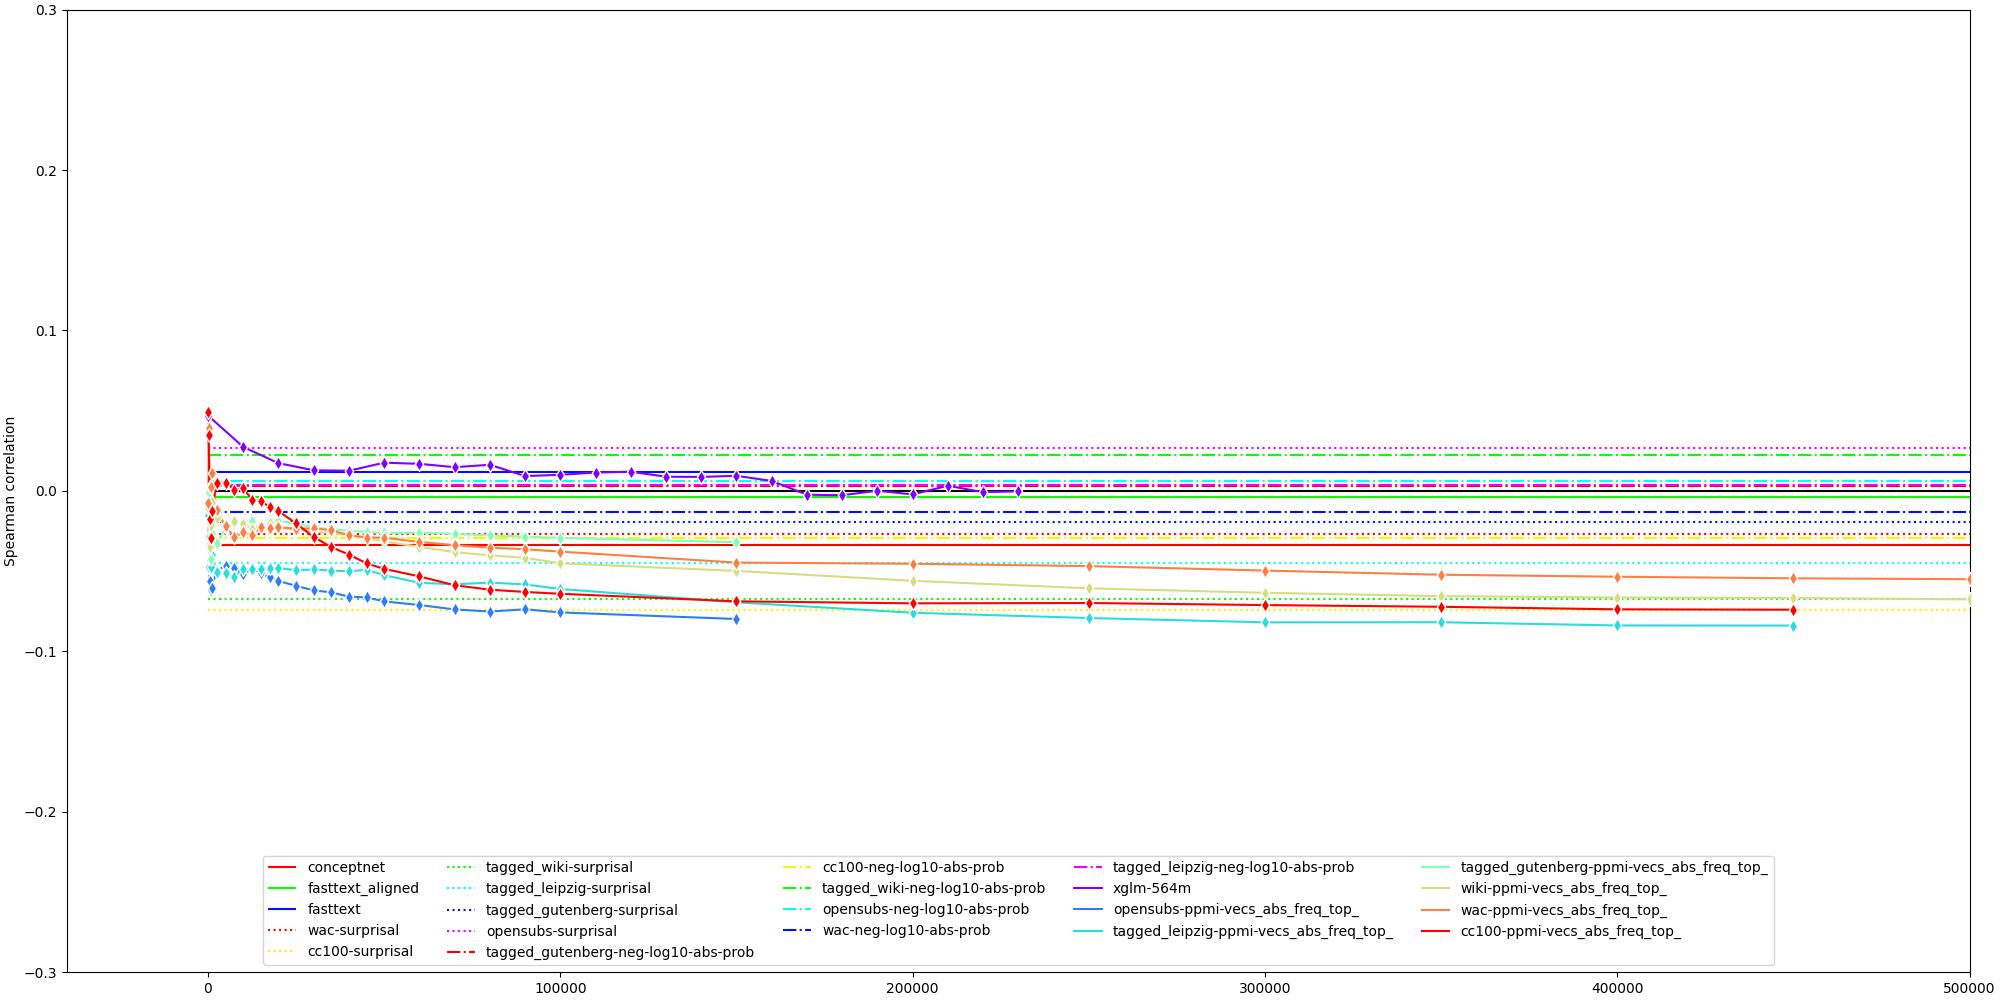 0.3
0.2
0.1
0.0
−0.1
−0.2
−0.3
Spearman correlation
0
100000
200000
300000
400000
500000
conceptnet
fasttext_aligned
fasttext
wac-surprisal
cc100-surprisal
tagged_wiki-surprisal
tagged_leipzig-surprisal
tagged_gutenberg-surprisal
opensubs-surprisal
tagged_gutenberg-neg-log10-abs-prob
cc100-neg-log10-abs-prob
tagged_wiki-neg-log10-abs-prob
opensubs-neg-log10-abs-prob
wac-neg-log10-abs-prob
tagged_leipzig-neg-log10-abs-prob
xglm-564m
opensubs-ppmi-vecs_abs_freq_top_
tagged_leipzig-ppmi-vecs_abs_freq_top_
tagged_gutenberg-ppmi-vecs_abs_freq_top_
wiki-ppmi-vecs_abs_freq_top_
wac-ppmi-vecs_abs_freq_top_
cc100-ppmi-vecs_abs_freq_top_